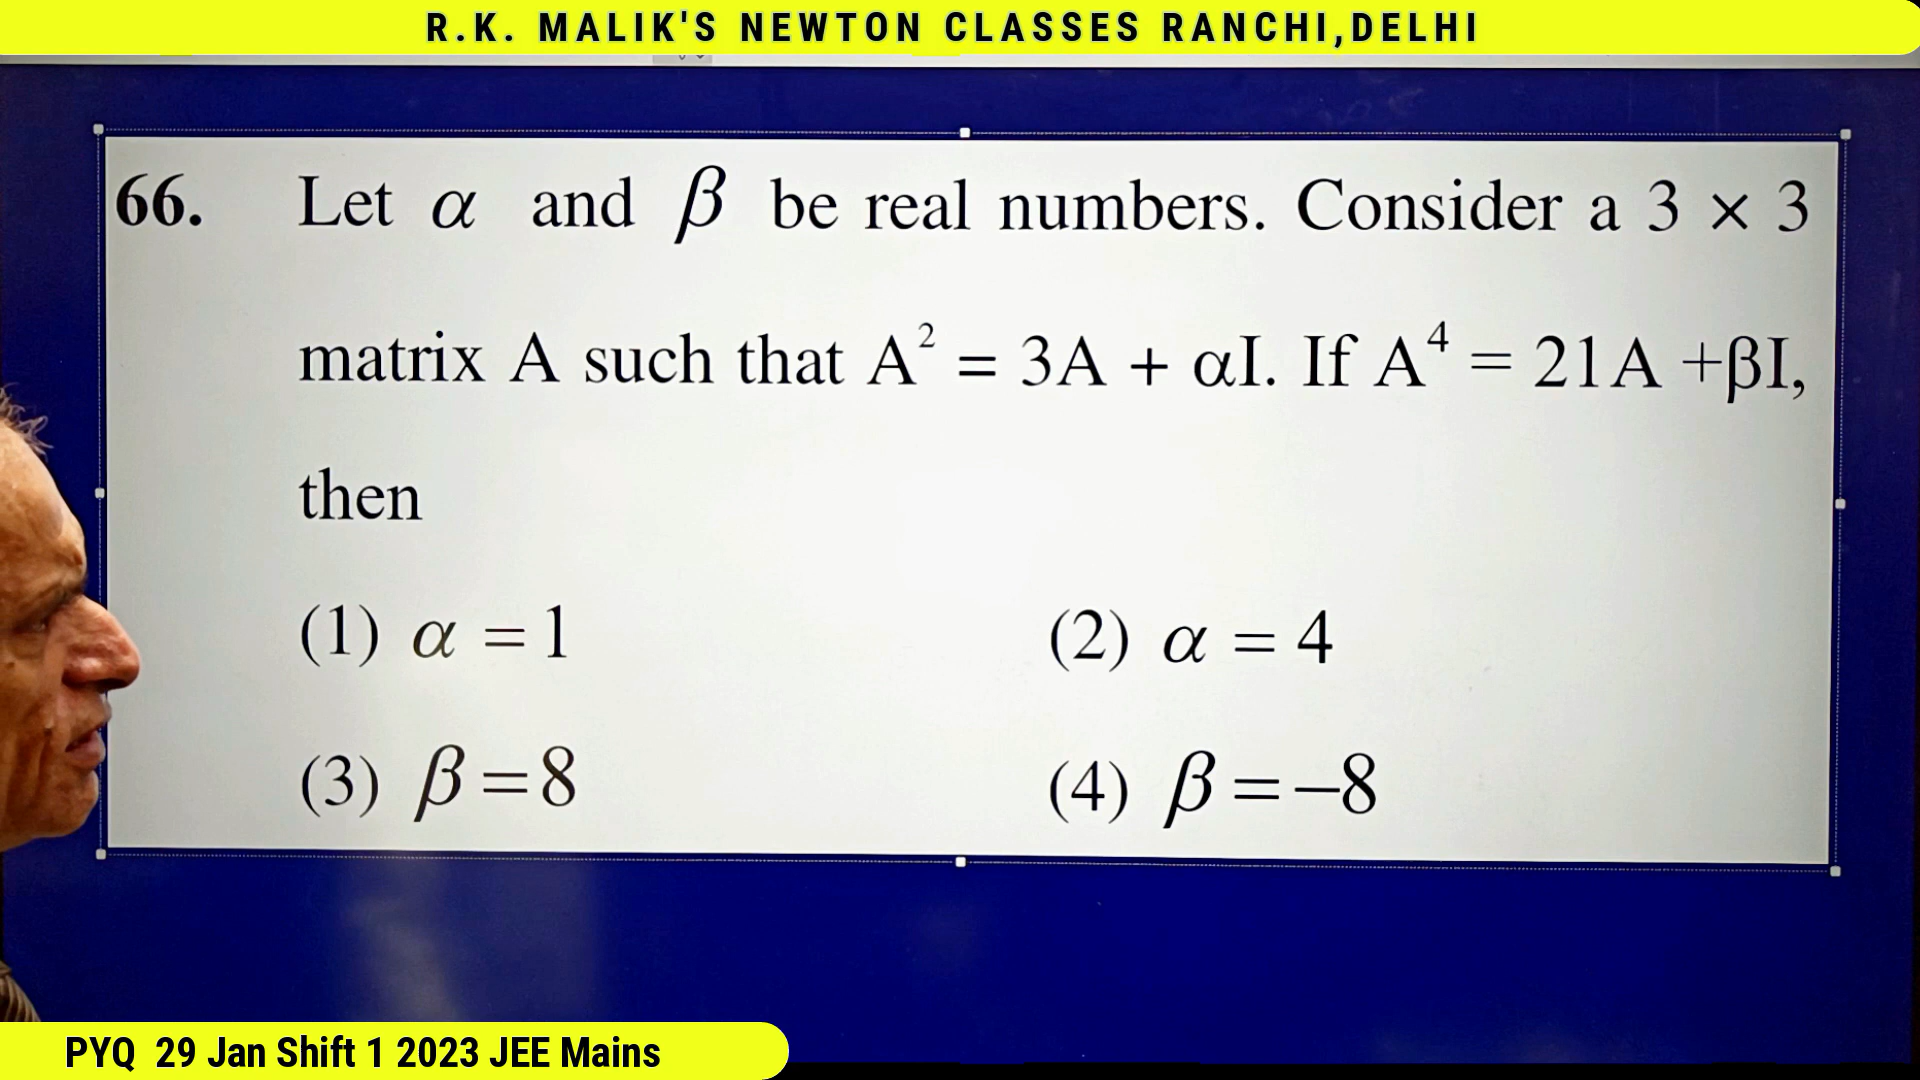 R.K. MALIK'S NEWTON CLASSES RANCHI,DELHI
66. Let α and β be real numbers. Consider a 3 × 3
matrix A such that A² = 3A + αI. If A⁴ = 21A +βI,
then
(1) α = 1 (2) α = 4
(3) β = 8 (4) β = –8
PYQ 29 Jan Shift 1 2023 JEE Mains